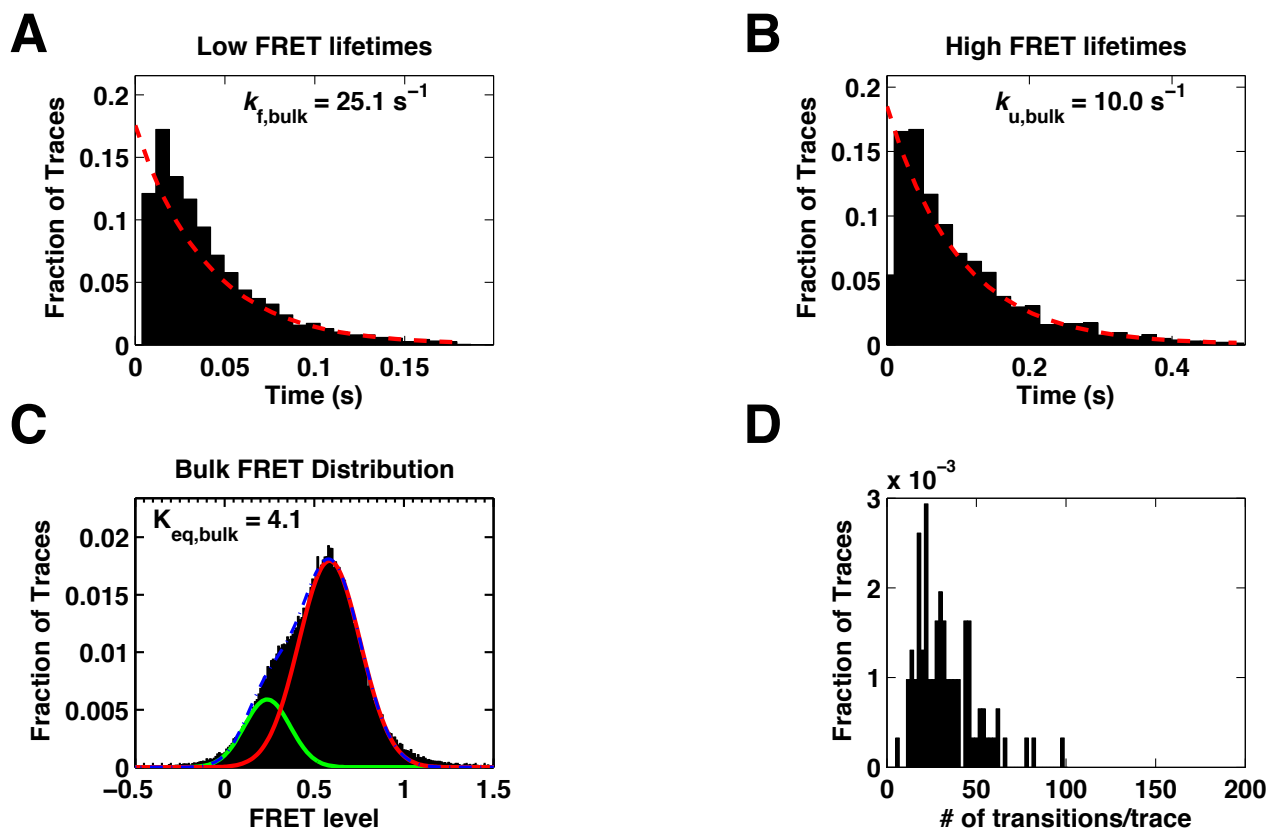 A
Low FRET lifetimes
k f,bulk = 25.1 s−1
Fraction of Traces
0.2
0.15
0.1
0.05
0
0 0.05 0.1 0.15
Time (s)
B
High FRET lifetimes
k u,bulk = 10.0 s−1
Fraction of Traces
0.2
0.15
0.1
0.05
0
0 0.2 0.4
Time (s)
C
Bulk FRET Distribution
K eq,bulk = 4.1
Fraction of Traces
0.02
0.015
0.01
0.005
0
−0.5 0 0.5 1 1.5
FRET level
D
x 10−3
Fraction of Traces
3
2
1
0
0 50 100 150 200
# of transitions/trace